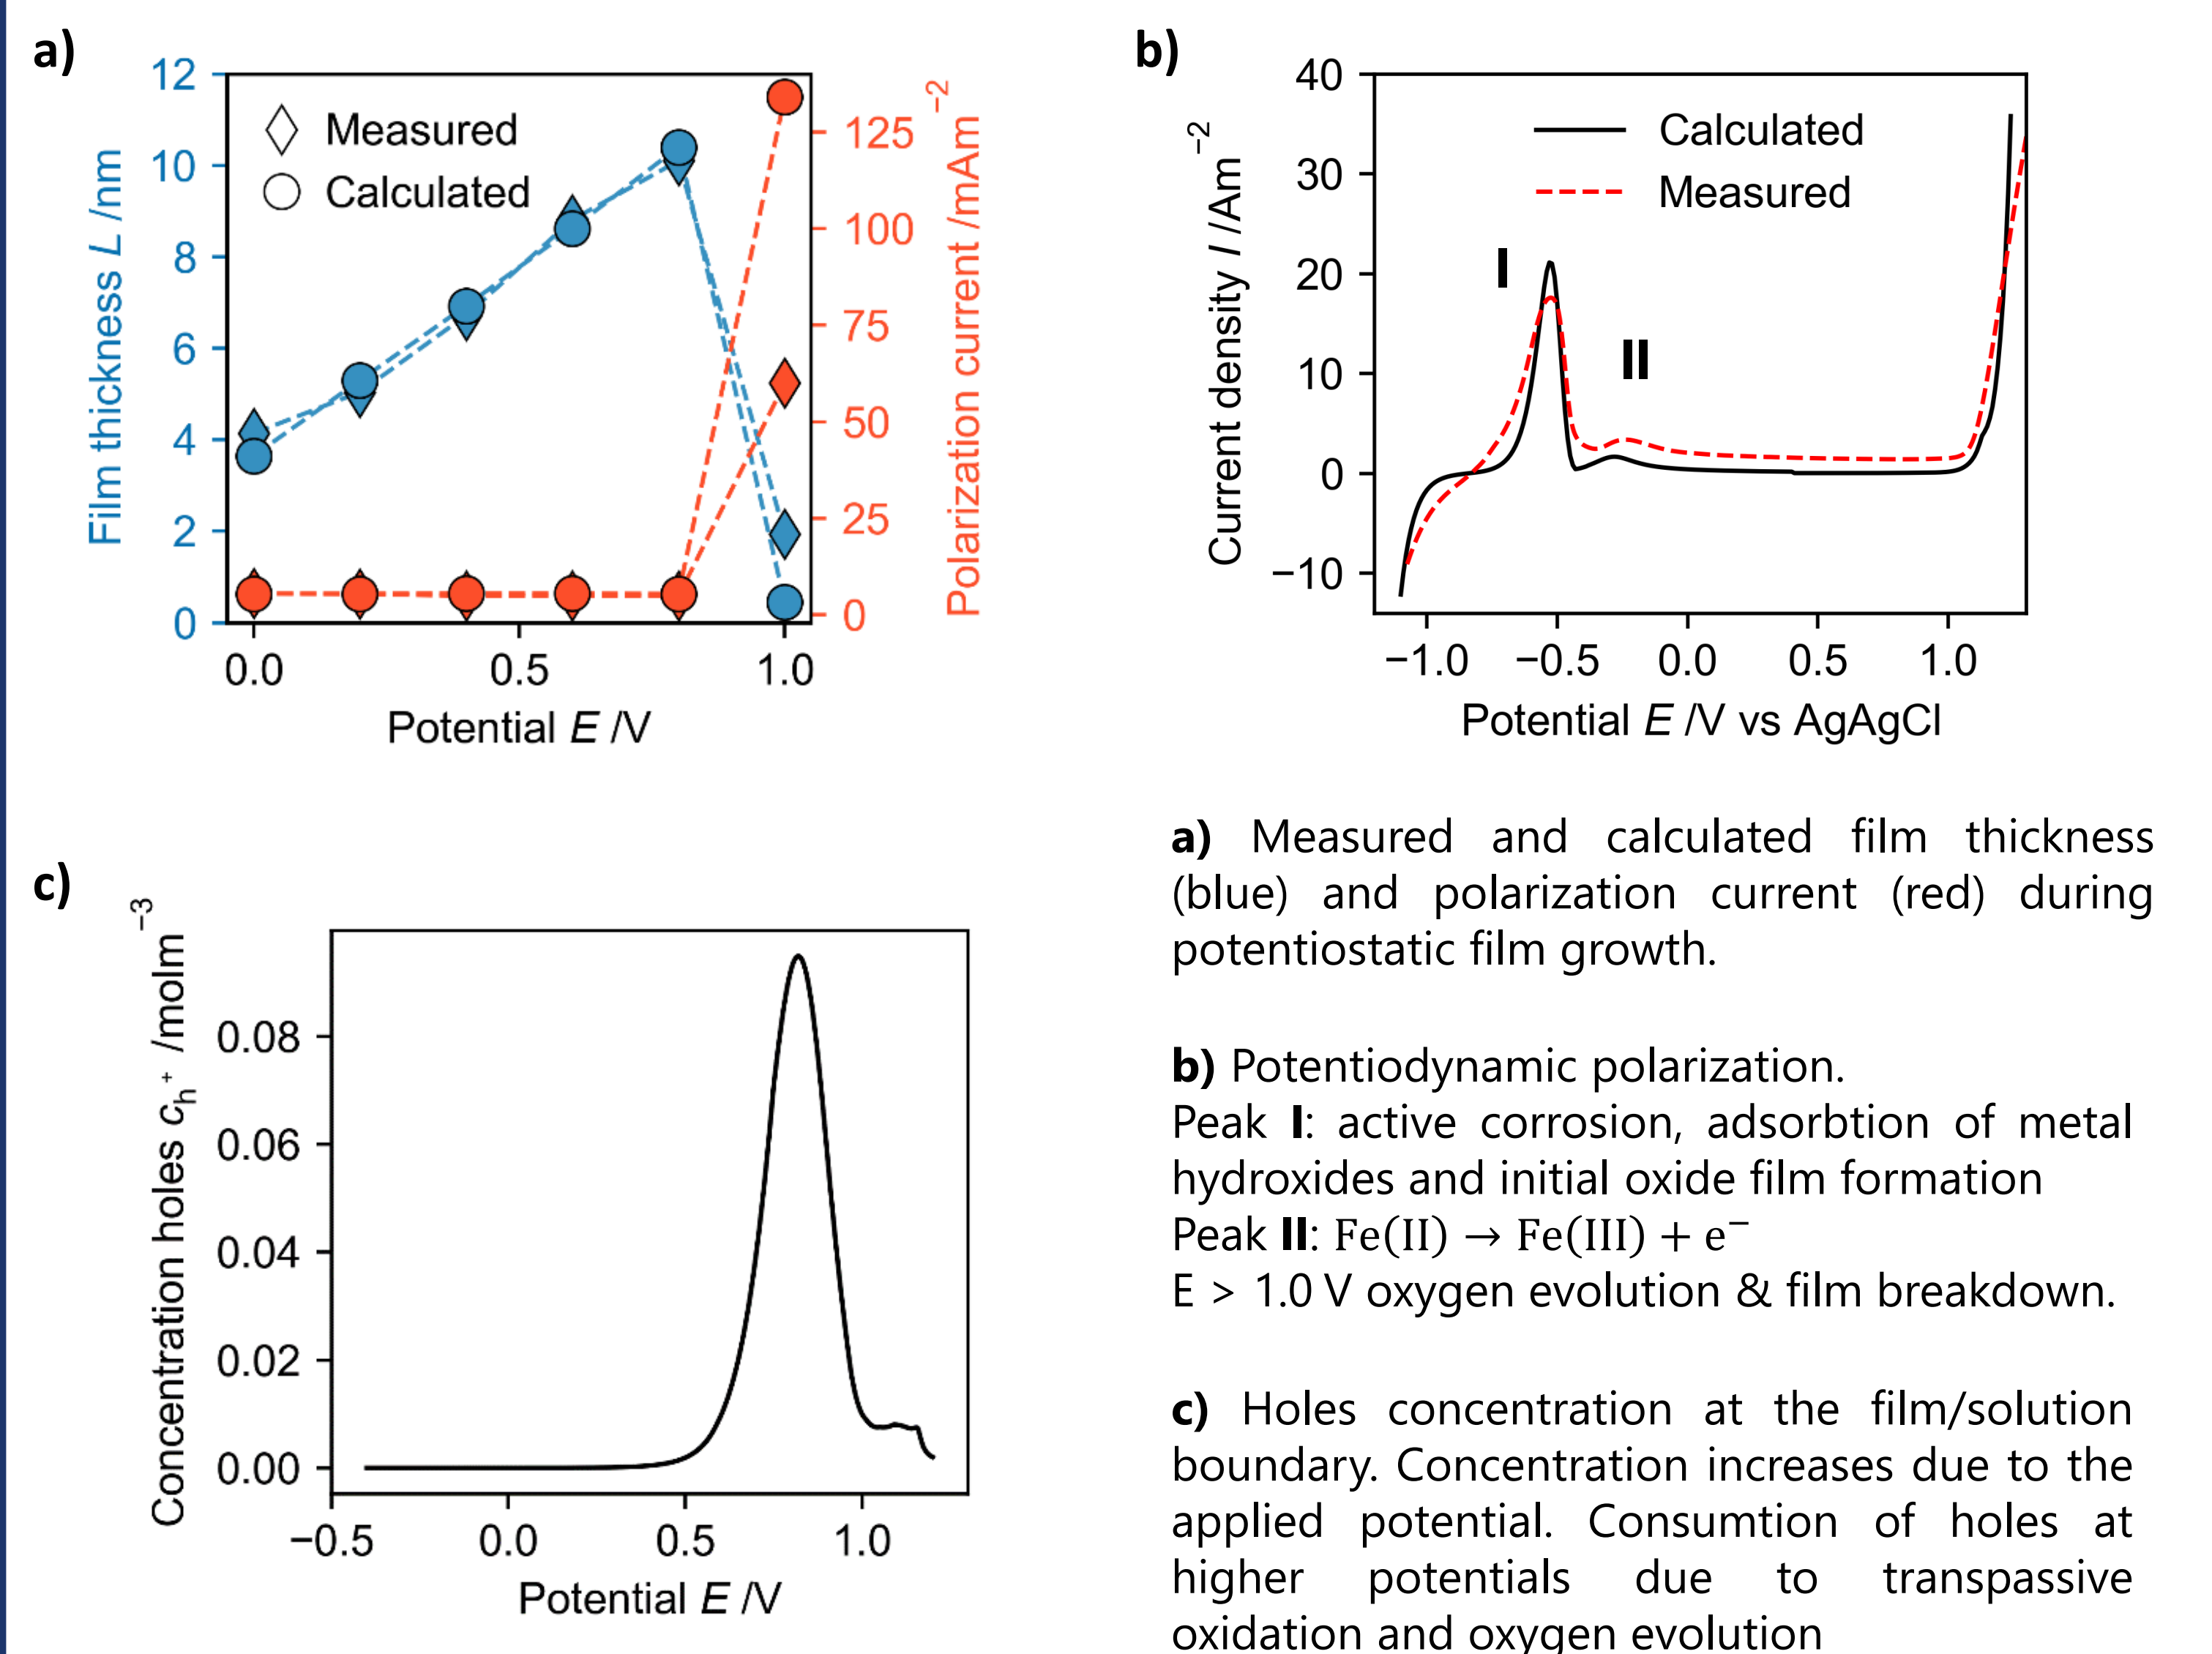 a)
12
10
8
6
4
2
0
Film thickness L /nm
Measured
Calculated
125
100
75
50
25
0
Polarization current /mAm−2
0.0 0.5 1.0
Potential E /V
b)
40
30
20
10
0
−10
Current density I /Am−2
Calculated
Measured
I
II
−1.0 −0.5 0.0 0.5 1.0
Potential E /V vs AgAgCl
c)
Concentration holes ch+ /molm−3
0.08
0.06
0.04
0.02
0.00
−0.5 0.0 0.5 1.0
Potential E /V
a) Measured and calculated film thickness
(blue) and polarization current (red) during
potentiostatic film growth.
b) Potentiodynamic polarization.
Peak I: active corrosion, adsorbtion of metal
hydroxides and initial oxide film formation
Peak II: Fe(II) → Fe(III) + e−
E > 1.0 V oxygen evolution & film breakdown.
c) Holes concentration at the film/solution
boundary. Concentration increases due to the
applied potential. Consumtion of holes at
higher potentials due to transpassive
oxidation and oxygen evolution